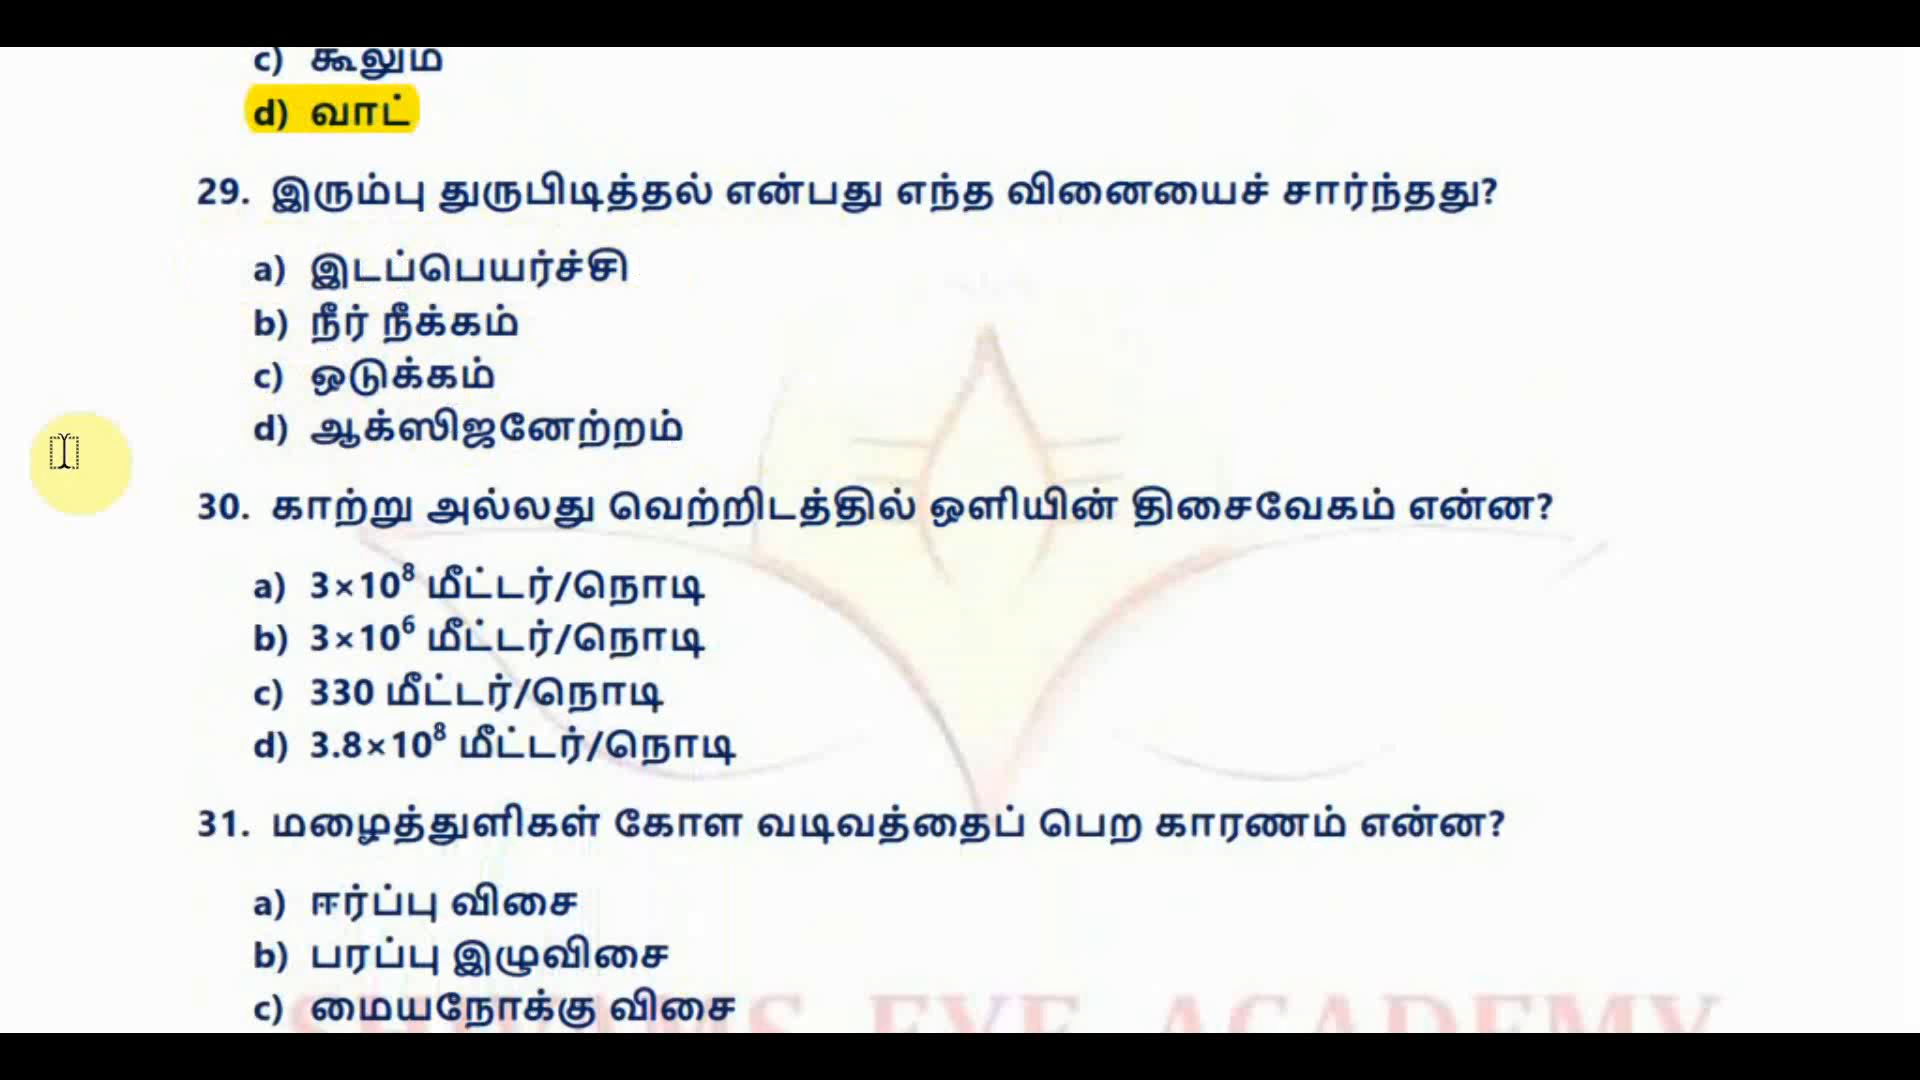 c) கூலும்
d) வாட்
29. இரும்பு துருபிடித்தல் என்பது எந்த வினையைச் சார்ந்தது?
a) இடப்பெயர்ச்சி
b) நீர் நீக்கம்
c) ஒடுக்கம்
d) ஆக்ஸிஜனேற்றம்
30. காற்று அல்லது வெற்றிடத்தில் ஒளியின் திசைவேகம் என்ன?
a) 3×10⁸ மீட்டர்/நொடி
b) 3×10⁶ மீட்டர்/நொடி
c) 330 மீட்டர்/நொடி
d) 3.8×10⁸ மீட்டர்/நொடி
31. மழைத்துளிகள் கோள வடிவத்தைப் பெற காரணம் என்ன?
a) ஈர்ப்பு விசை
b) பரப்பு இழுவிசை
c) மையநோக்கு விசை
EYE ACADEMY